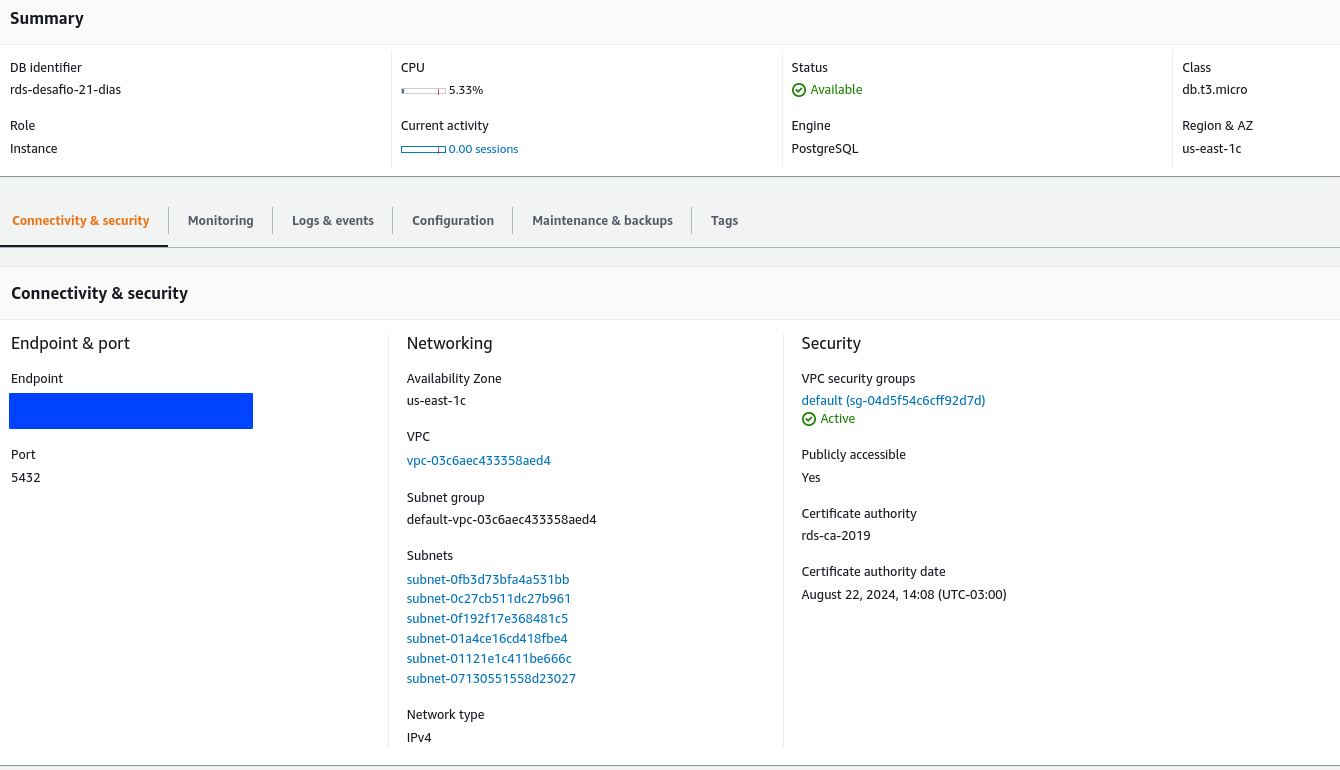 Summary
DB identifier
rds-desafio-21-dias
CPU
5.33%
Status
Available
Class
db.t3.micro
Role
Instance
Current activity
0.00 sessions
Engine
PostgreSQL
Region & AZ
us-east-1c
Connectivity & security
Monitoring
Logs & events
Configuration
Maintenance & backups
Tags
Connectivity & security
Endpoint & port
Endpoint
Port
5432
Networking
Availability Zone
us-east-1c
VPC
vpc-03c6aec433358aed4
Subnet group
default-vpc-03c6aec433358aed4
Subnets
subnet-0fb3d73bfa4a531bb
subnet-0c27cb511dc27b961
subnet-0f192f17e368481c5
subnet-01a4ce16cd418fbe4
subnet-01121e1c411be666c
subnet-07130551558d23027
Network type
IPv4
Security
VPC security groups
default (sg-04d5f54c6cff92d7d)
Active
Publicly accessible
Yes
Certificate authority
rds-ca-2019
Certificate authority date
August 22, 2024, 14:08 (UTC-03:00)